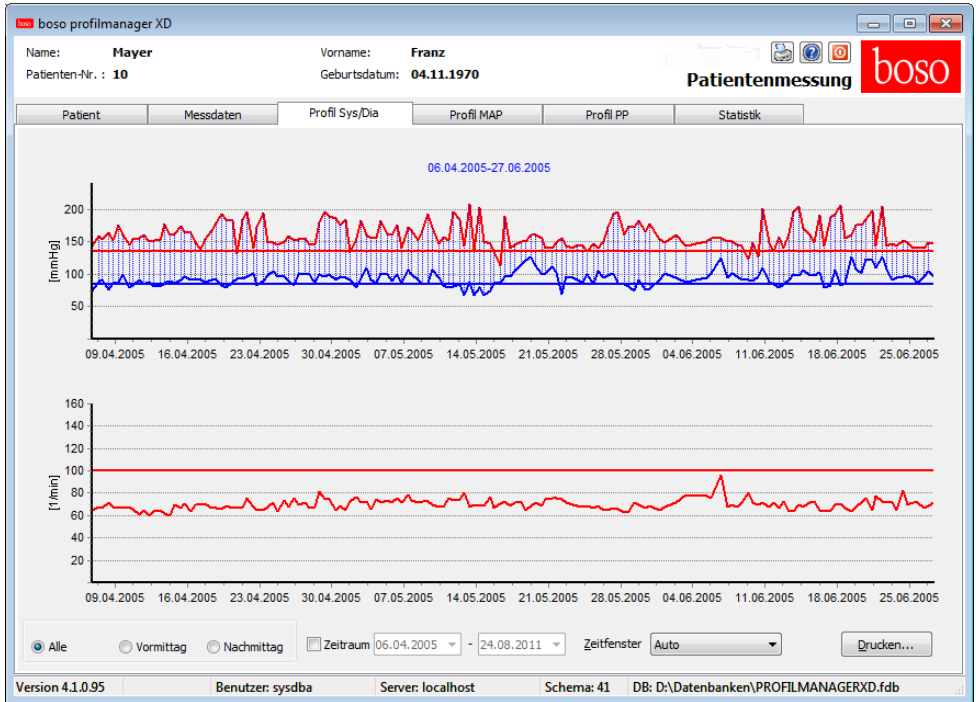 boso boso profilmanager XD
Name: Mayer Vorname: Franz
Patienten-Nr. : 10 Geburtsdatum: 04.11.1970
Patientenmessung boso
Patient Messdaten Profil Sys/Dia Profil MAP Profil PP Statistik
06.04.2005-27.06.2005
200
150
100
50
[mmHg]
09.04.2005 16.04.2005 23.04.2005 30.04.2005 07.05.2005 14.05.2005 21.05.2005 28.05.2005 04.06.2005 11.06.2005 18.06.2005 25.06.2005
160
140
120
100
80
60
40
20
[1/min]
09.04.2005 16.04.2005 23.04.2005 30.04.2005 07.05.2005 14.05.2005 21.05.2005 28.05.2005 04.06.2005 11.06.2005 18.06.2005 25.06.2005
Alle Vormittag Nachmittag Zeitraum 06.04.2005 - 24.08.2011 Zeitfenster Auto Drucken...
Version 4.1.0.95 Benutzer: sysdba Server: localhost Schema: 41 DB: D:\Datenbanken\PROFILMANAGERXD.fdb